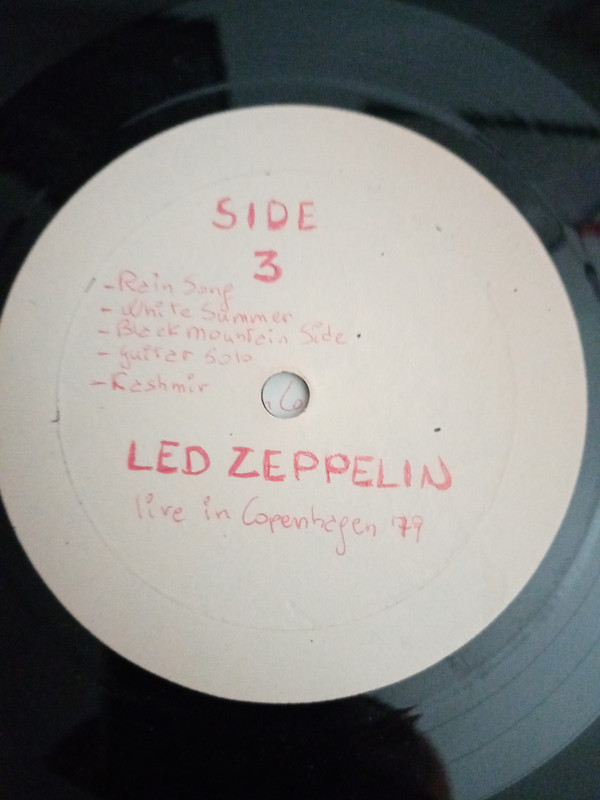 SIDE
3
- Rain Song
- White Summer
- Black mountain Side
- guitar solo
- Kashmir
LED ZEPPELIN
live in Copenhagen '79